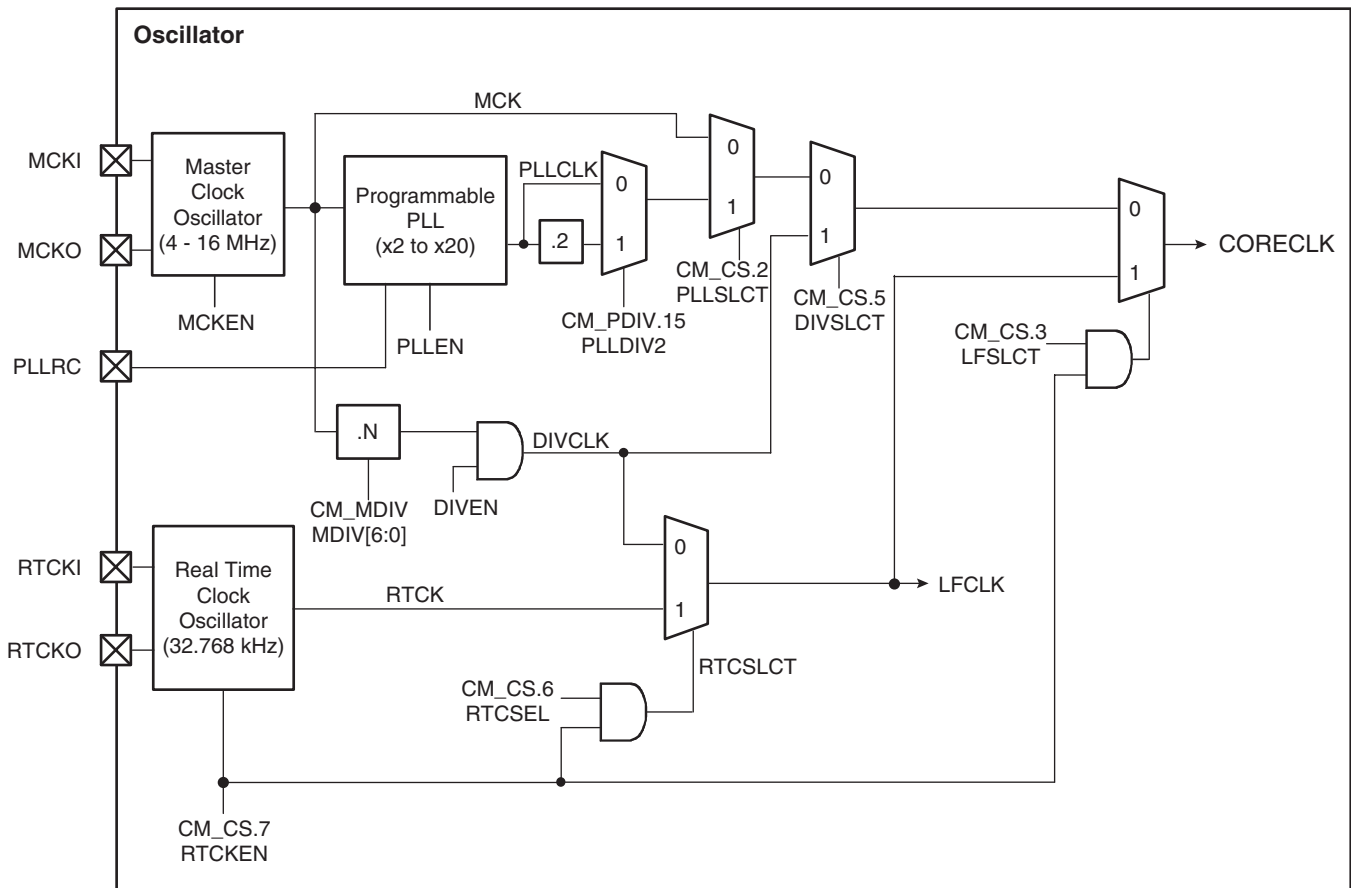 Oscillator
MCK
MCKI
MCKO
Master
Clock
Oscillator
(4 - 16 MHz)
MCKEN
Programmable
PLL
(x2 to x20)
PLLCLK
.2
0
1
0
1
0
1
0
1
CORECLK
CM_CS.2
PLLSLCT
CM_CS.5
DIVSLCT
CM_PDIV.15
PLLDIV2
PLLEN
PLLRC
CM_CS.3
LFSLCT
.N
DIVCLK
CM_MDIV
MDIV[6:0]
DIVEN
RTCKI
RTCKO
Real Time
Clock
Oscillator
(32.768 kHz)
RTCK
0
1
LFCLK
RTCSLCT
CM_CS.6
RTCSEL
CM_CS.7
RTCKEN